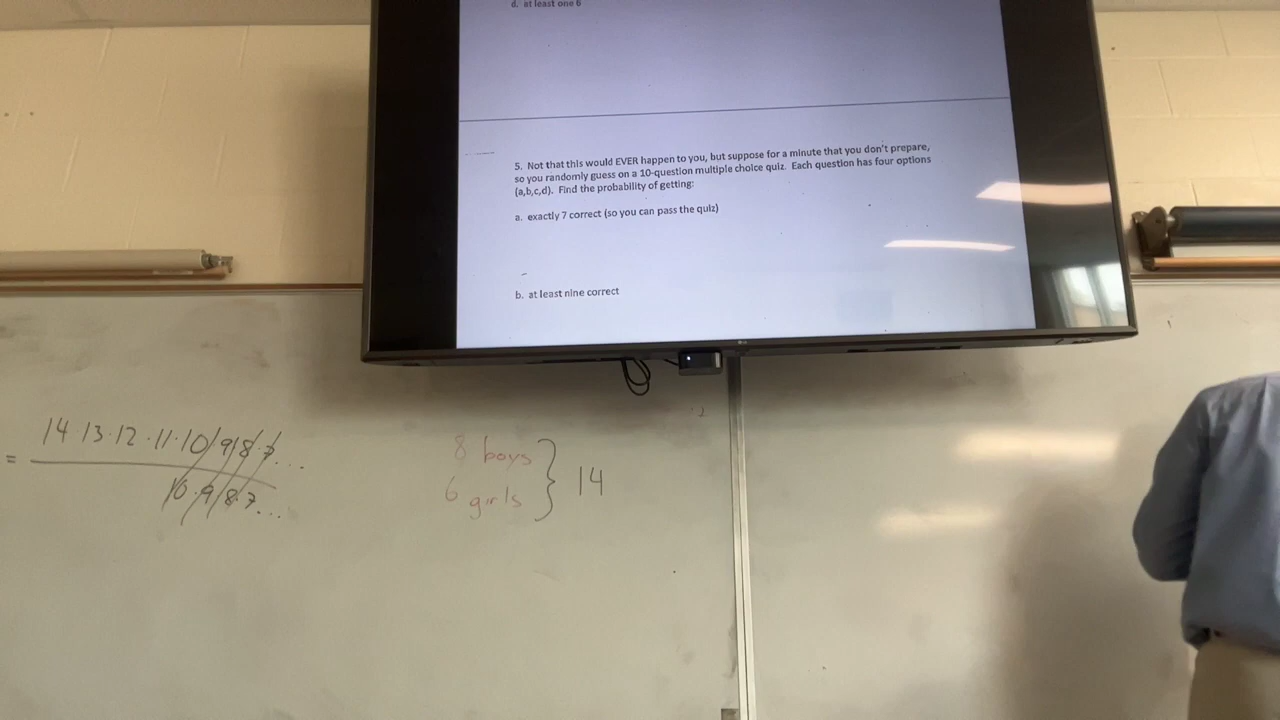 d. at least one 6
5. Not that this would EVER happen to you, but suppose for a minute that you don't prepare,
so you randomly guess on a 10-question multiple choice quiz. Each question has four options
(a,b,c,d). Find the probability of getting:
a. exactly 7 correct (so you can pass the quiz)
b. at least nine correct
= 14·13·12·11·10·9·8·7...
10·9·8·7...
8 boys
6 girls
14